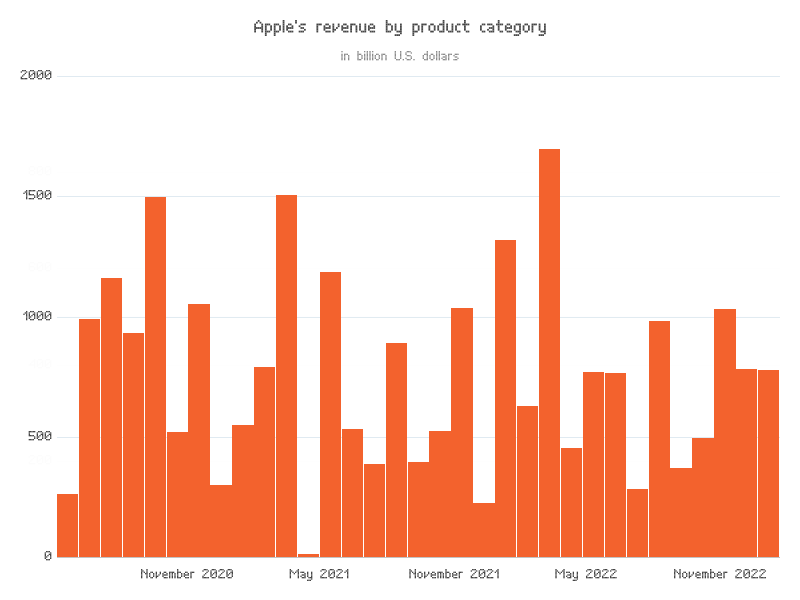 Apple's revenue by product category
in billion U.S. dollars
2000
1500
1000
500
0
November 2020 May 2021 November 2021 May 2022 November 2022